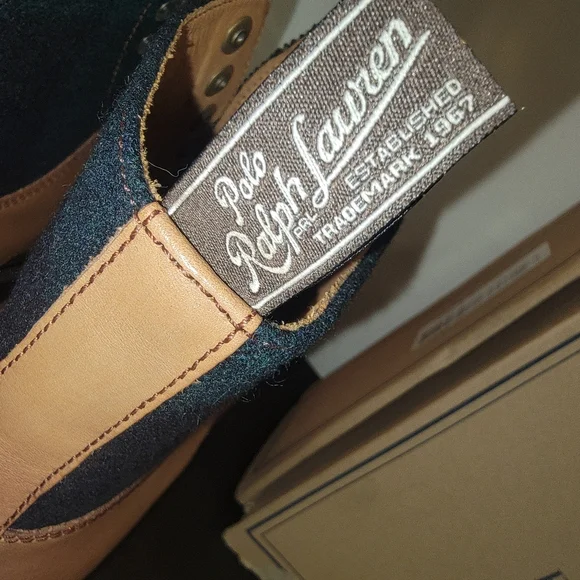 Polo
Ralph Lauren
PRL
ESTABLISHED
TRADEMARK 1967